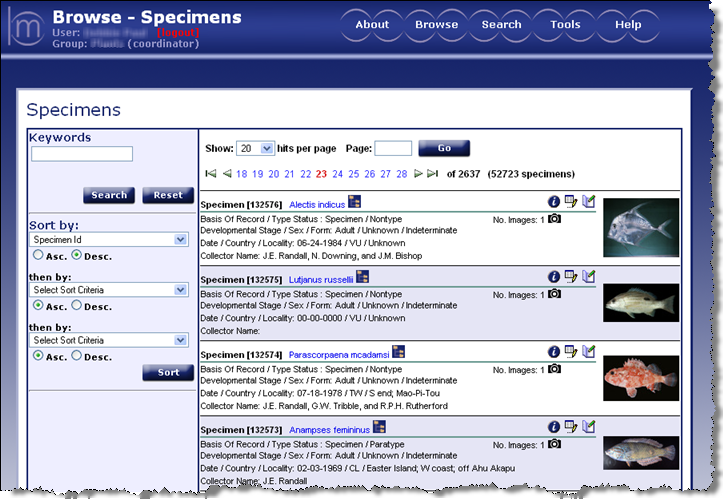 m
Browse - Specimens
User: [logout]
Group: (coordinator)
About Browse Search Tools Help
Specimens
Keywords
Search Reset
Sort by:
Specimen Id
Asc. Desc.
then by:
Select Sort Criteria
Asc. Desc.
then by:
Select Sort Criteria
Asc. Desc.
Sort
Show: 20 hits per page Page: Go
18 19 20 21 22 23 24 25 26 27 28 of 2637 (52723 specimens)
Specimen [132576] Alectis indicus
Basis Of Record / Type Status : Specimen / Nontype No. Images: 1
Developmental Stage / Sex / Form: Adult / Unknown / Indeterminate
Date / Country / Locality: 06-24-1984 / VU / Unknown
Collector Name: J.E. Randall, N. Downing, and J.M. Bishop
Specimen [132575] Lutjanus russellii
Basis Of Record / Type Status : Specimen / Nontype No. Images: 1
Developmental Stage / Sex / Form: Adult / Unknown / Indeterminate
Date / Country / Locality: 00-00-0000 / VU / Unknown
Collector Name:
Specimen [132574] Parascorpaena mcadamsi
Basis Of Record / Type Status : Specimen / Nontype No. Images: 1
Developmental Stage / Sex / Form: Adult / Unknown / Indeterminate
Date / Country / Locality: 07-18-1978 / TW / S end; Mao-Pi-Tou
Collector Name: J.E. Randall, G.W. Tribble, and R.P.H. Rutherford
Specimen [132573] Anampses femininus
Basis Of Record / Type Status : Specimen / Paratype No. Images: 1
Developmental Stage / Sex / Form: Adult / Unknown / Indeterminate
Date / Country / Locality: 02-03-1969 / CL / Easter Island; W coast; off Ahu Akapu
Collector Name: J.E. Randall